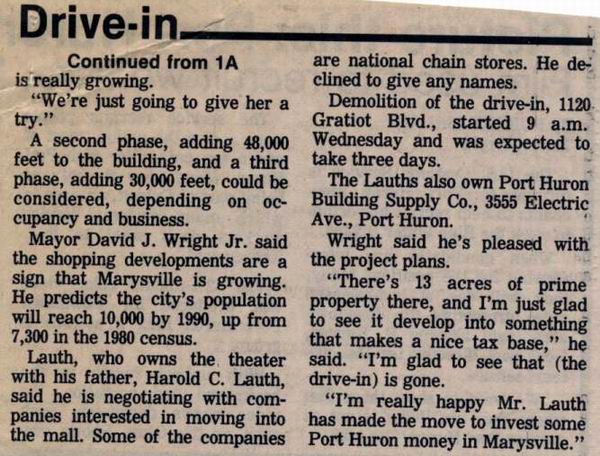 Drive-in
Continued from 1A
is really growing.
"We're just going to give her a
try."
A second phase, adding 48,000
feet to the building, and a third
phase, adding 30,000 feet, could be
considered, depending on oc-
cupancy and business.
Mayor David J. Wright Jr. said
the shopping developments are a
sign that Marysville is growing.
He predicts the city's population
will reach 10,000 by 1990, up from
7,300 in the 1980 census.
Lauth, who owns the theater
with his father, Harold C. Lauth,
said he is negotiating with com-
panies interested in moving into
the mall. Some of the companies
are national chain stores. He de-
clined to give any names.
Demolition of the drive-in, 1120
Gratiot Blvd., started 9 a.m.
Wednesday and was expected to
take three days.
The Lauths also own Port Huron
Building Supply Co., 3555 Electric
Ave., Port Huron.
Wright said he's pleased with
the project plans.
"There's 13 acres of prime
property there, and I'm just glad
to see it develop into something
that makes a nice tax base," he
said. "I'm glad to see that (the
drive-in) is gone.
"I'm really happy Mr. Lauth
has made the move to invest some
Port Huron money in Marysville."